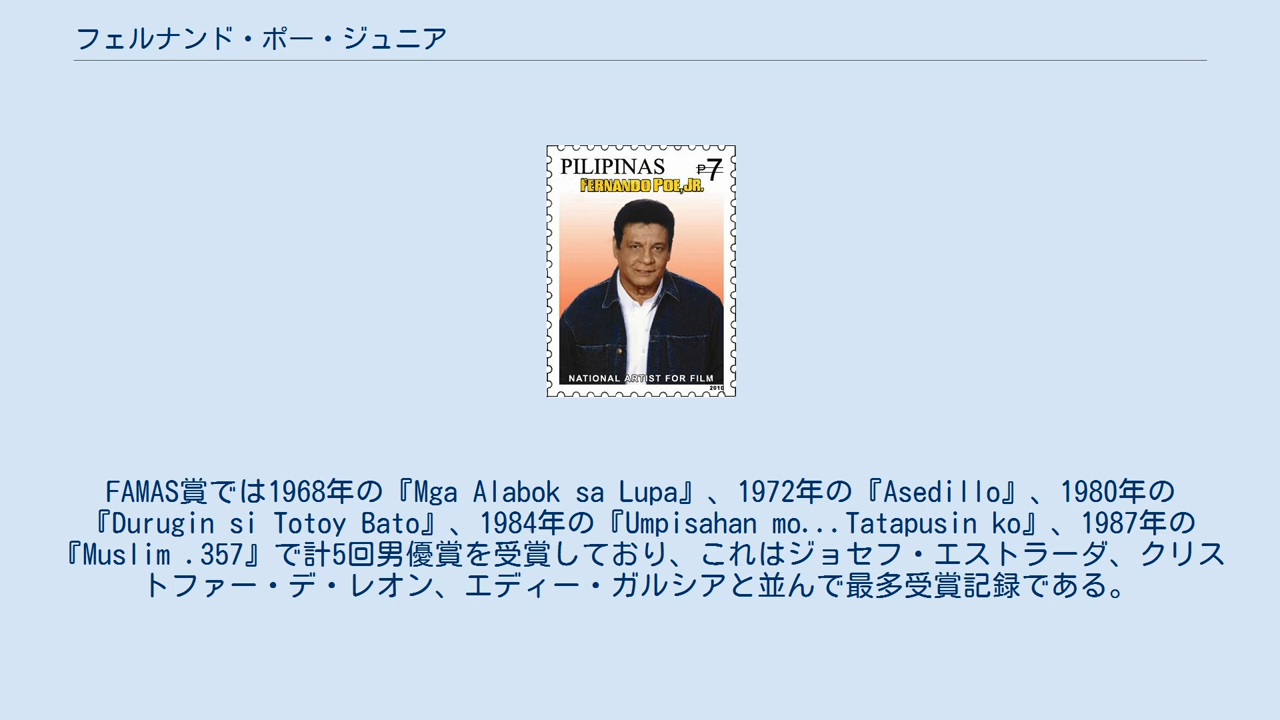 フェルナンド・ポー・ジュニア
PILIPINAS ₱7
FERNANDO POE, JR.
NATIONAL ARTIST FOR FILM
2010
FAMAS賞では1968年の『Mga Alabok sa Lupa』、1972年の『Asedillo』、1980年の
『Durugin si Totoy Bato』、1984年の『Umpisahan mo...Tatapusin ko』、1987年の
『Muslim .357』で計5回男優賞を受賞しており、これはジョセフ・エストラーダ、クリス
トファー・デ・レオン、エディー・ガルシアと並んで最多受賞記録である。